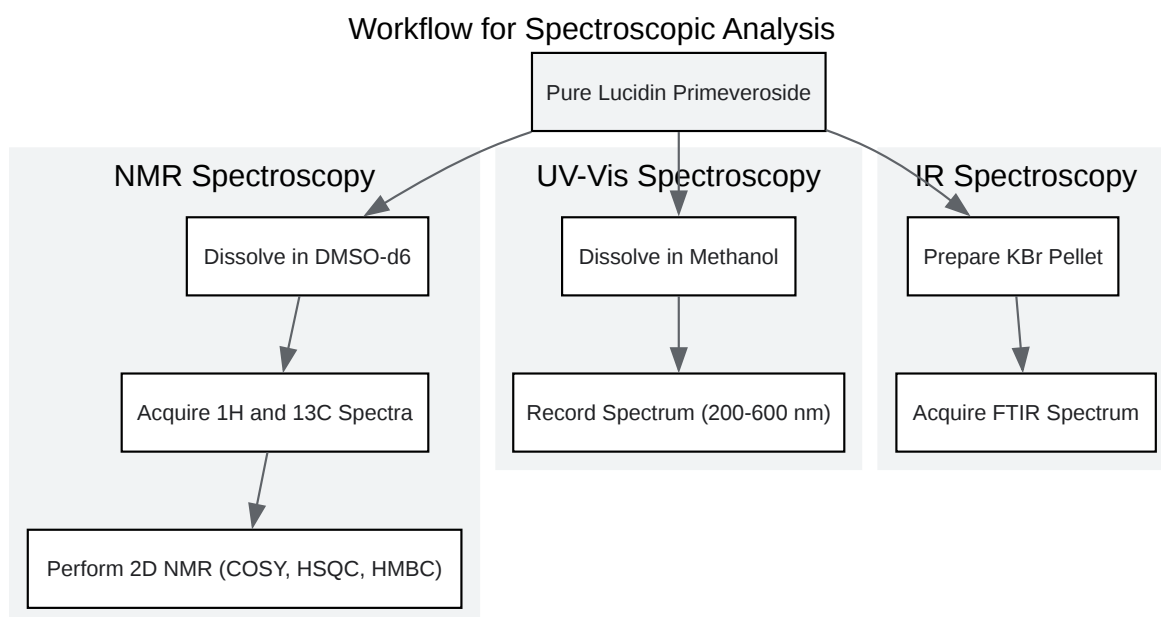 Workflow for Spectroscopic Analysis
Pure Lucidin Primeveroside
NMR Spectroscopy
Dissolve in DMSO-d6
Acquire 1H and 13C Spectra
Perform 2D NMR (COSY, HSQC, HMBC)
UV-Vis Spectroscopy
Dissolve in Methanol
Record Spectrum (200-600 nm)
IR Spectroscopy
Prepare KBr Pellet
Acquire FTIR Spectrum